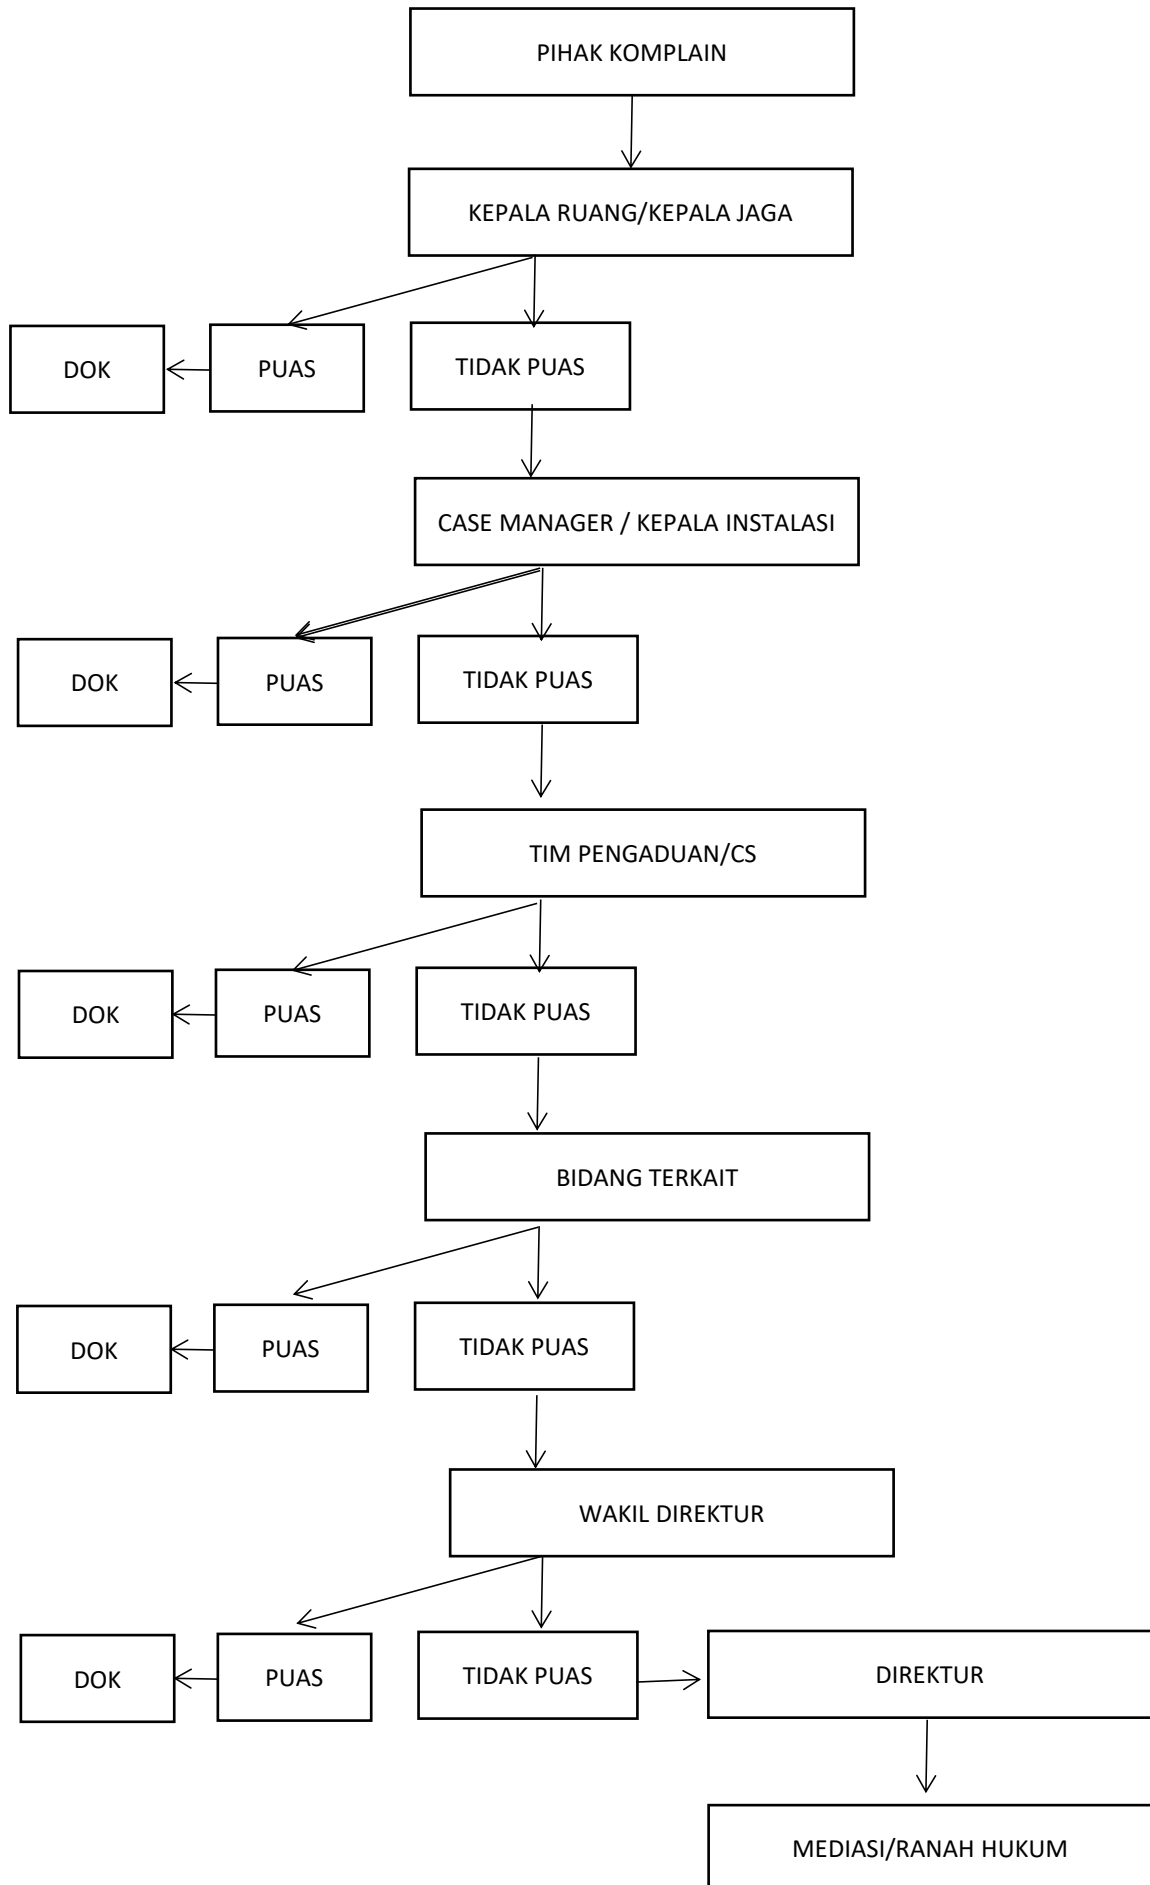 PIHAK KOMPLAIN
KEPALA RUANG/KEPALA JAGA
DOK
PUAS
TIDAK PUAS
CASE MANAGER / KEPALA INSTALASI
DOK
PUAS
TIDAK PUAS
TIM PENGADUAN/CS
DOK
PUAS
TIDAK PUAS
BIDANG TERKAIT
DOK
PUAS
TIDAK PUAS
WAKIL DIREKTUR
DOK
PUAS
TIDAK PUAS
DIREKTUR
MEDIASI/RANAH HUKUM